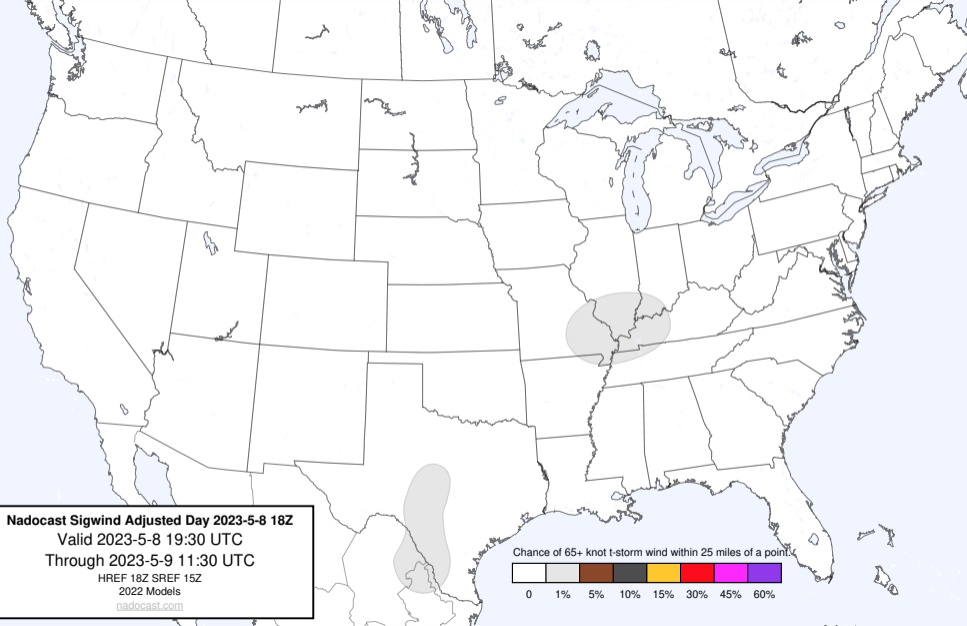 Nadocast Sigwind Adjusted Day 2023-5-8 18Z
Valid 2023-5-8 19:30 UTC
Through 2023-5-9 11:30 UTC
HREF 18Z SREF 15Z
2022 Models
nadocast.com
Chance of 65+ knot t-storm wind within 25 miles of a point.
0 1% 5% 10% 15% 30% 45% 60%